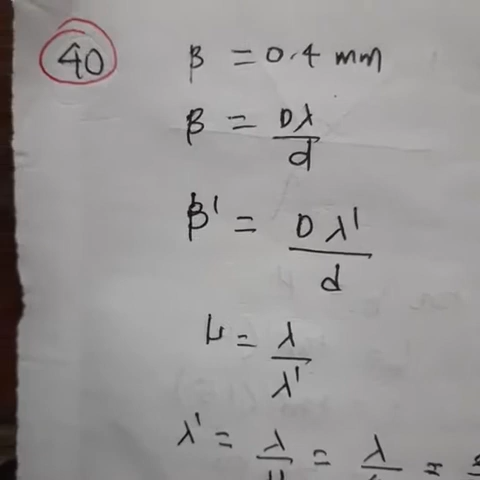 40 β = 0.4 mm
β = Dλ/d
β' = Dλ'/d
μ = λ/λ'
λ' = λ/μ = λ/ =